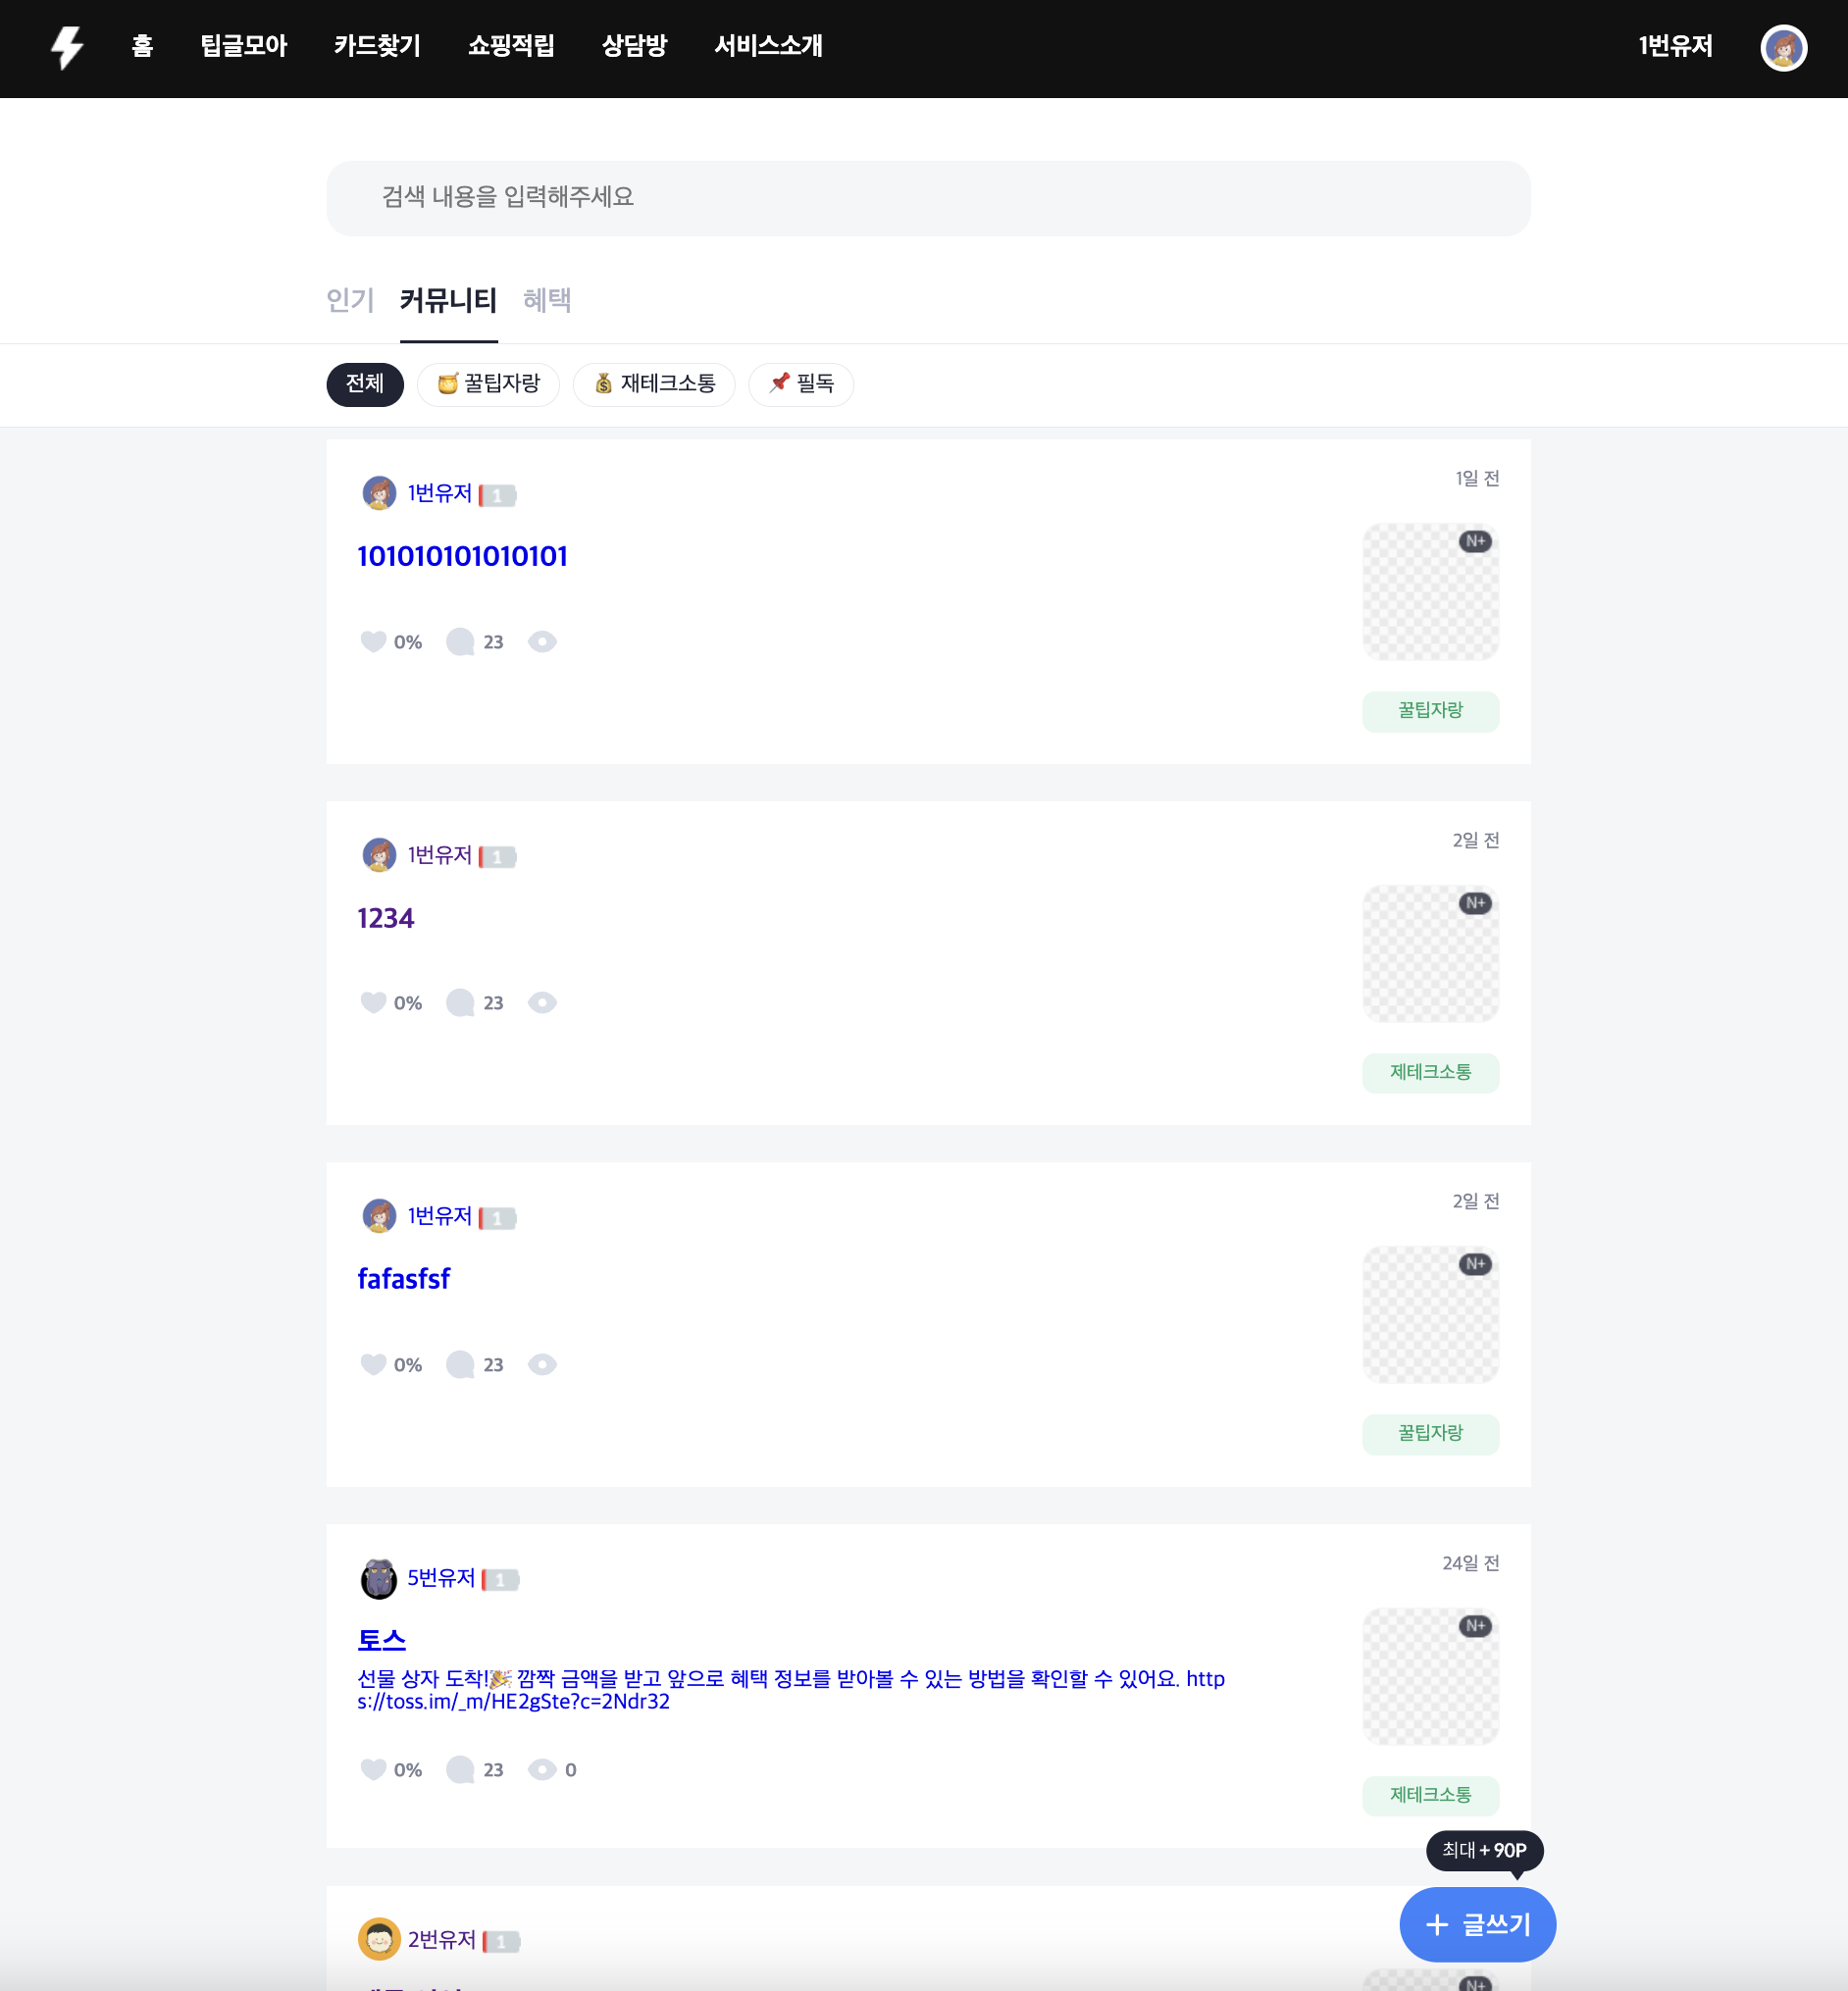 홈 팁글모아 카드찾기 쇼핑적립 상담방 서비스소개 1번유저
검색 내용을 입력해주세요
인기 커뮤니티 혜택
전체 꿀팁자랑 재테크소통 필독
1번유저 1 1일 전
101010101010101
N+
0% 23
꿀팁자랑
1번유저 1 2일 전
1234
N+
0% 23
제테크소통
1번유저 1 2일 전
fafasfsf
N+
0% 23
꿀팁자랑
5번유저 1 24일 전
토스
N+
선물 상자 도착!🎉 깜짝 금액을 받고 앞으로 혜택 정보를 받아볼 수 있는 방법을 확인할 수 있어요. http
s://toss.im/_m/HE2gSte?c=2Ndr32
0% 23 0
제테크소통
최대 + 90P
+ 글쓰기
2번유저 1
N+